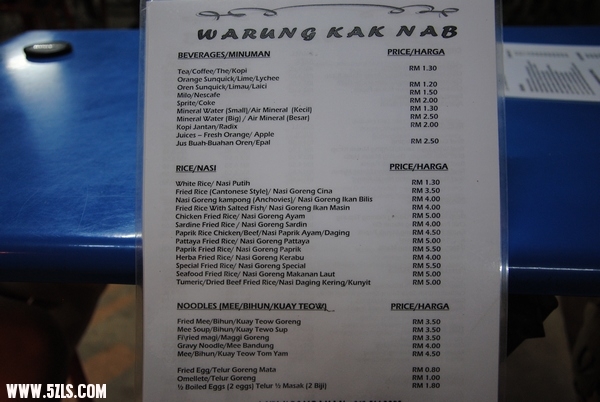 WARUNG KAK NAB
BEVERAGES/MINUMAN PRICE/HARGA
Tea/Coffee/The/Kopi RM 1.30
Orange Sunquick/Lime/Lychee
Oren Sunquick/Limau/Laici RM 1.20
Milo/Nescafe RM 1.50
Sprite/Coke RM 2.00
Mineral Water (Small)/Air Mineral (Kecil) RM 1.30
Mineral Water (Big) / Air Mineral (Besar) RM 2.50
Kopi Jantan/Radix RM 2.00
Juices – Fresh Orange/ Apple
Jus Buah-Buahan Oren/Epal RM 2.50
RICE/NASI PRICE/HARGA
White Rice/ Nasi Putih RM 1.30
Fried Rice (Cantonese Style)/ Nasi Goreng Cina RM 3.50
Nasi Goreng kampong (Anchovies)/ Nasi Goreng Ikan Bilis RM 4.00
Fried Rice With Salted Fish/ Nasi Goreng Ikan Masin RM 4.00
Chicken Fried Rice/ Nasi Goreng Ayam RM 5.00
Sardine Fried Rice/ Nasi Goreng Sardin RM 4.00
Paprik Rice Chicken/Beef/Nasi Paprik Ayam/Daging RM 4.50
Pattaya Fried Rice/ Nasi Goreng Pattaya RM 5.00
Paprik Fried Rice/ Nasi Goreng Paprik RM 5.50
Herba Fried Rice/ Nasi Goreng Kerabu RM 4.00
Special Fried Rice/ Nasi Goreng Special RM 5.50
Seafood Fried Rice/ Nasi Goreng Makanan Laut RM 5.00
Tumeric/Dried Beef Fried Rice/Nasi Daging Kering/Kunyit RM 5.00
NOODLES (MEE/BIHUN/KUAY TEOW) PRICE/HARGA
Fried Mee/Bihun/Kuay Teow Goreng RM 3.50
Mee Soup/Bihun/Kuay Tewo Sup RM 3.50
Firied magi/Maggi Goreng RM 3.50
Gravy Noodle/Mee Bandung RM 4.00
Mee/Bihun/Kuay Teow Tom Yam RM 4.50
Fried Egg/Telur Goreng Mata RM 0.80
Omellete/Telur Goreng RM 1.00
½ Boiled Eggs (2 eggs) Telur ½ Masak (2 Biji) RM 1.80
WWW.5ZLS.COM